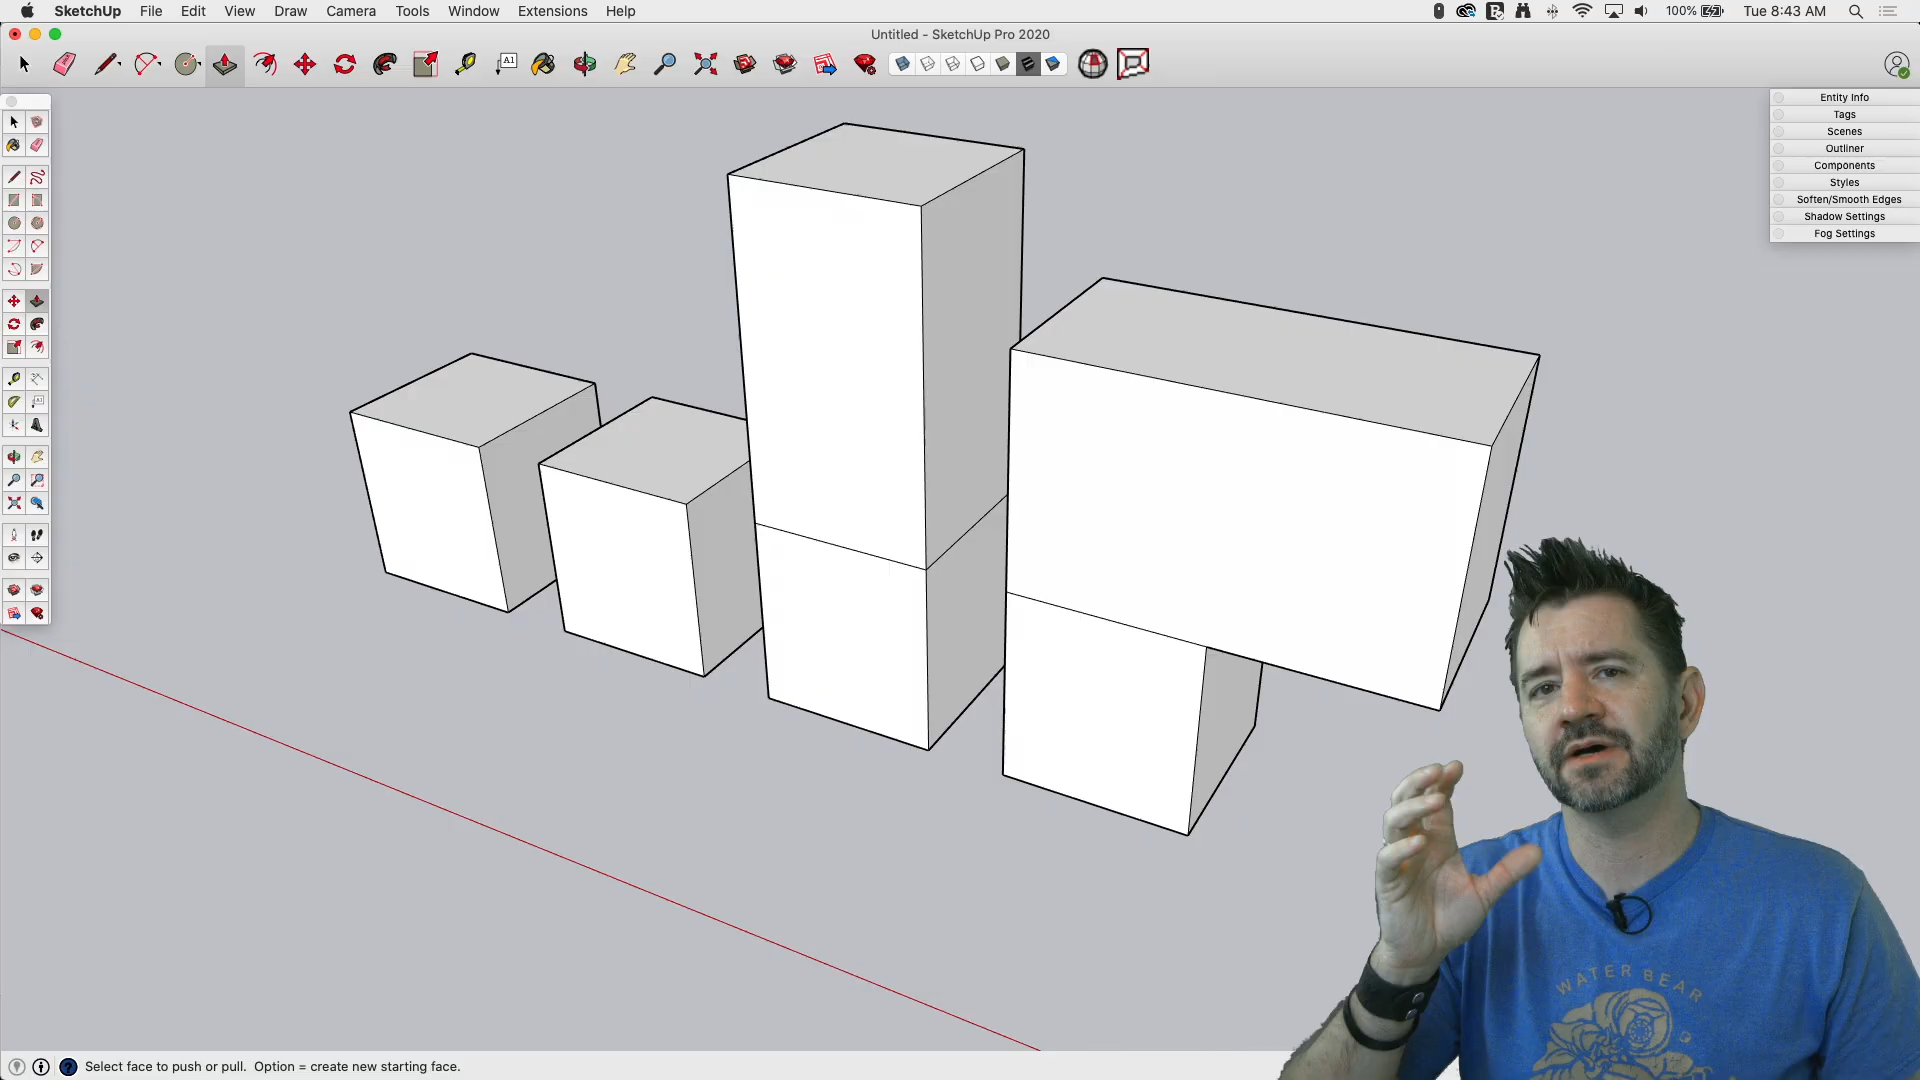 SketchUp File Edit View Draw Camera Tools Window Extensions Help 100% Tue 8:43 AM
Untitled - SketchUp Pro 2020
A1
Entity Info
Tags
Scenes
Outliner
Components
Styles
Soften/Smooth Edges
Shadow Settings
Fog Settings
WATER BEAR
Select face to push or pull. Option = create new starting face.